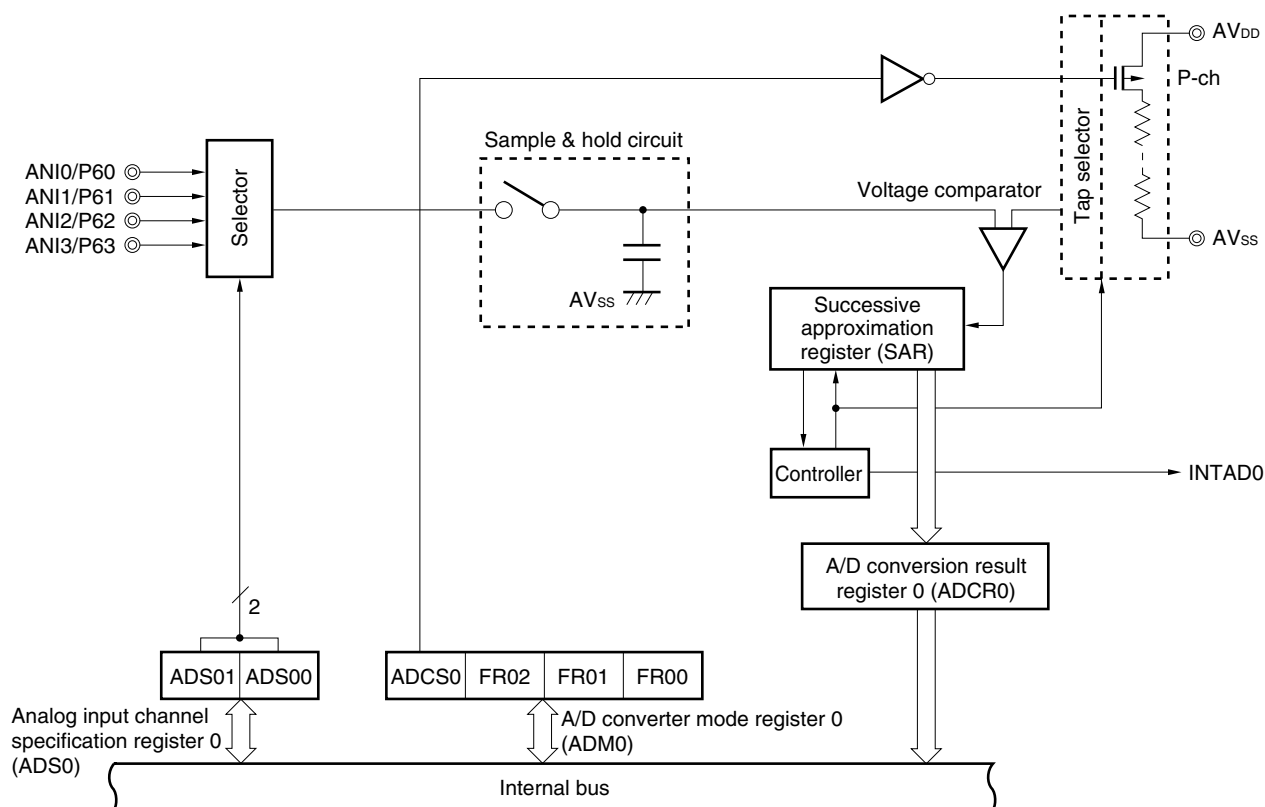 AVDD
P-ch
Tap selector
AVSS
Sample & hold circuit
Voltage comparator
ANI0/P60
ANI1/P61
ANI2/P62
ANI3/P63
Selector
AVSS
Successive
approximation
register (SAR)
Controller
INTAD0
A/D conversion result
register 0 (ADCR0)
2
ADS01
ADS00
ADCS0
FR02
FR01
FR00
Analog input channel
specification register 0
(ADS0)
A/D converter mode register 0
(ADM0)
Internal bus